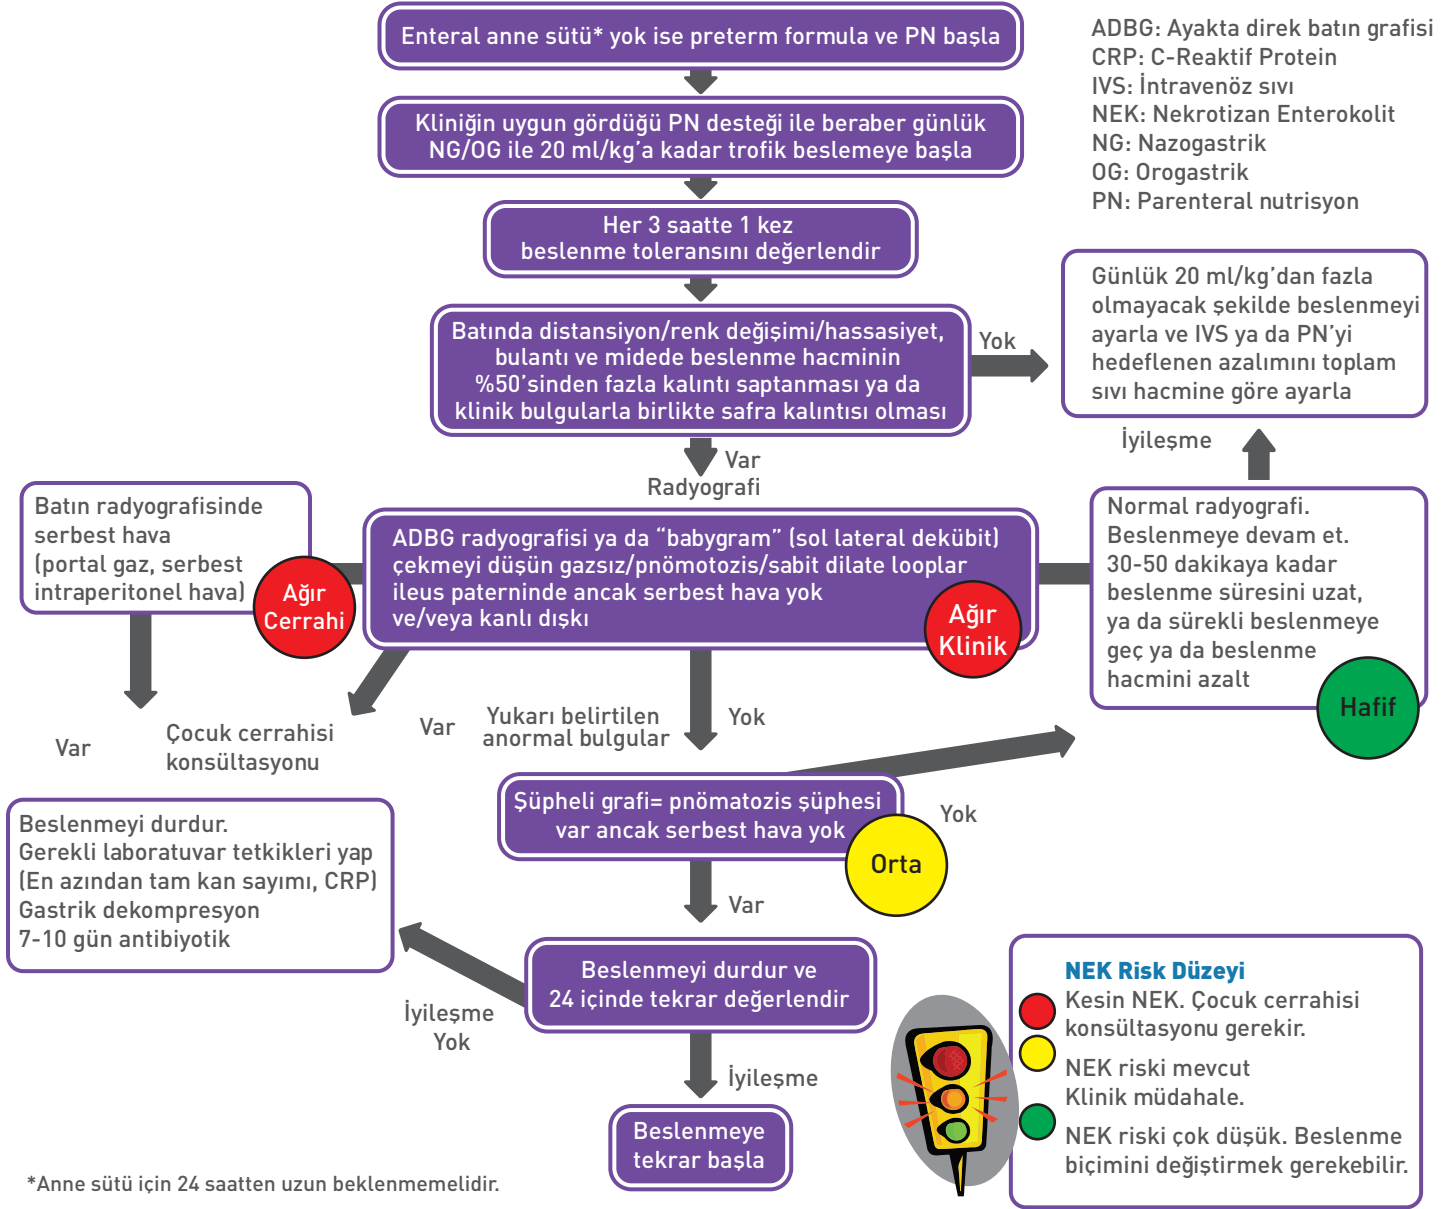 Enteral anne sütü* yok ise preterm formula ve PN başla
ADBG: Ayakta direk batın grafisi
CRP: C-Reaktif Protein
IVS: İntravenöz sıvı
NEK: Nekrotizan Enterokolit
NG: Nazogastrik
OG: Orogastrik
PN: Parenteral nutrisyon
Kliniğin uygun gördüğü PN desteği ile beraber günlük
NG/OG ile 20 ml/kg’a kadar trofik beslemeye başla
Her 3 saatte 1 kez
beslenme toleransını değerlendir
Batında distansiyon/renk değişimi/hassasiyet,
bulantı ve midede beslenme hacminin
%50’sinden fazla kalıntı saptanması ya da
klinik bulgularla birlikte safra kalıntısı olması
Yok
Günlük 20 ml/kg’dan fazla
olmayacak şekilde beslenmeyi
ayarla ve IVS ya da PN’yi
hedeflenen azalımını toplam
sıvı hacmine göre ayarla
İyileşme
Var
Radyografi
Batın radyografisinde
serbest hava
(portal gaz, serbest
intraperitonel hava)
Ağır
Cerrahi
ADBG radyografisi ya da “babygram” (sol lateral dekübit)
çekmeyi düşün gazsız/pnömotozis/sabit dilate looplar
ileus paterninde ancak serbest hava yok
ve/veya kanlı dışkı
Ağır
Klinik
Normal radyografi.
Beslenmeye devam et.
30-50 dakikaya kadar
beslenme süresini uzat,
ya da sürekli beslenmeye
geç ya da beslenme
hacmini azalt
Hafif
Var
Çocuk cerrahisi
konsültasyonu
Var
Yukarı belirtilen
anormal bulgular
Yok
Şüpheli grafi= pnömatozis şüphesi
var ancak serbest hava yok
Orta
Yok
Beslenmeyi durdur.
Gerekli laboratuvar tetkikleri yap
(En azından tam kan sayımı, CRP)
Gastrik dekompresyon
7-10 gün antibiyotik
Var
Beslenmeyi durdur ve
24 içinde tekrar değerlendir
İyileşme
Yok
İyileşme
Beslenmeye
tekrar başla
NEK Risk Düzeyi
Kesin NEK. Çocuk cerrahisi
konsültasyonu gerekir.
NEK riski mevcut
Klinik müdahale.
NEK riski çok düşük. Beslenme
biçimini değiştirmek gerekebilir.
*Anne sütü için 24 saatten uzun beklenmemelidir.